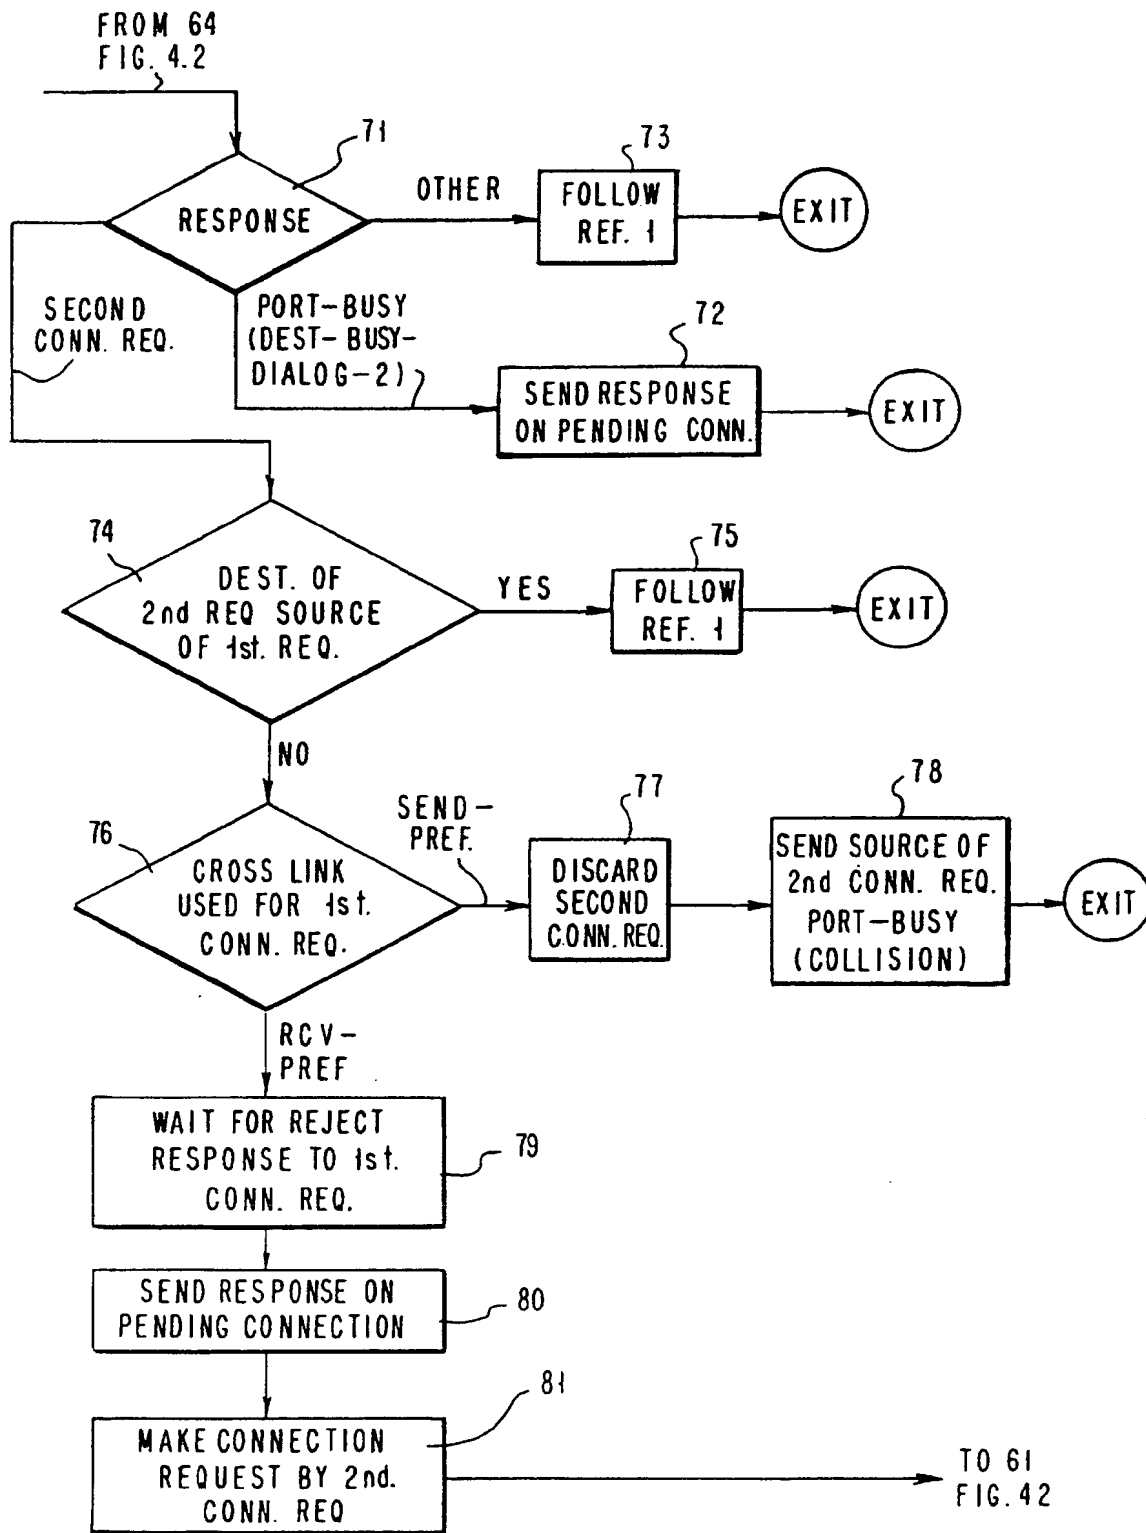 FROM 64
FIG. 4.2
71
RESPONSE
OTHER
73
FOLLOW
REF. 1
EXIT
SECOND
CONN. REQ.
PORT-BUSY
(DEST-BUSY-
DIALOG-2)
72
SEND RESPONSE
ON PENDING CONN.
EXIT
74
DEST. OF
2nd REQ SOURCE
OF 1st. REQ.
YES
75
FOLLOW
REF. 1
EXIT
NO
76
CROSS LINK
USED FOR 1st.
CONN. REQ.
SEND-
PREF.
77
DISCARD
SECOND
CONN. REQ.
78
SEND SOURCE OF
2nd CONN. REQ.
PORT-BUSY
(COLLISION)
EXIT
RCV-
PREF
WAIT FOR REJECT
RESPONSE TO 1st.
CONN. REQ.
79
SEND RESPONSE ON
PENDING CONNECTION
80
81
MAKE CONNECTION
REQUEST BY 2nd.
CONN. REQ
TO 61
FIG. 42